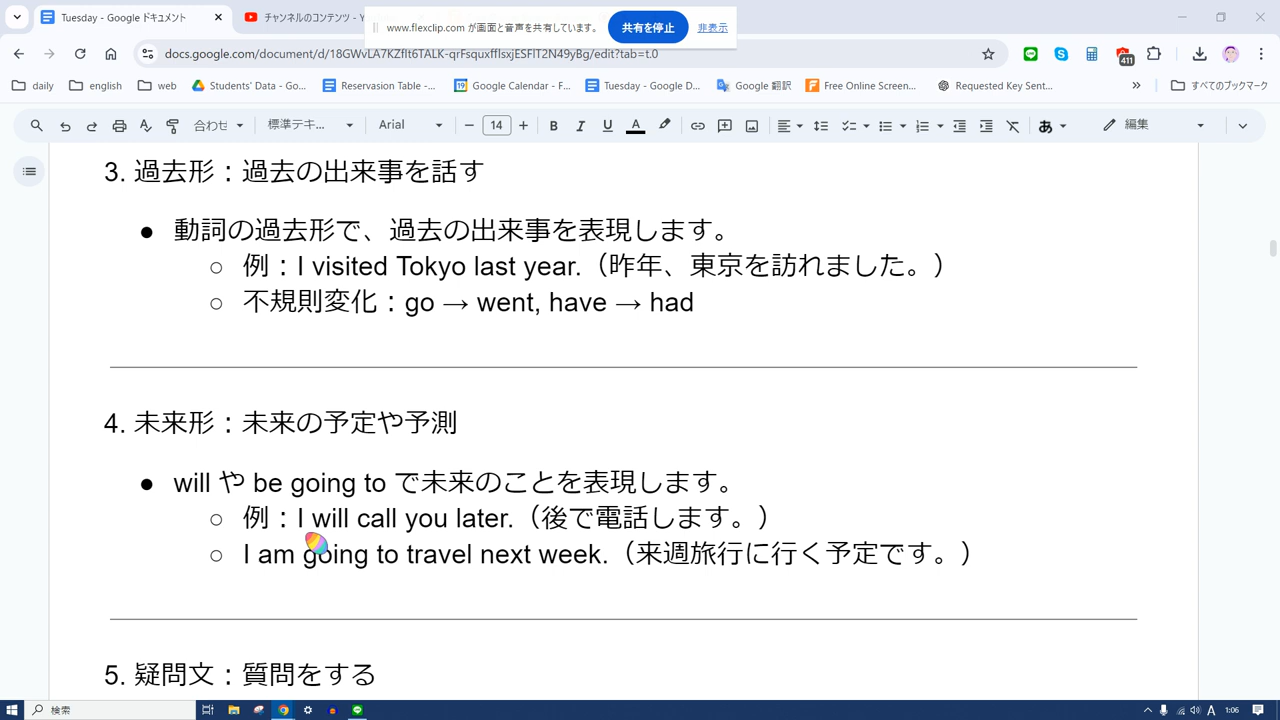 Tuesday - Google ドキュメント
チャンネルのコンテンツ - Y
www.flexclip.com が画面と音声を共有しています。
共有を停止
非表示
docs.google.com/document/d/18GWvLA7KZflt6TALK-qrFsquxfflsxjESFlT2N49yBg/edit?tab=t.0
411
daily
english
web
Students' Data - Go...
Reservasion Table -...
Google Calendar - F...
Tuesday - Google D...
Google 翻訳
Free Online Screen...
Requested Key Sent...
»
すべてのブックマーク
合わせ
標準テキ...
Arial
14
B I U A
あ
編集
3. 過去形：過去の出来事を話す
● 動詞の過去形で、過去の出来事を表現します。
○ 例：I visited Tokyo last year.（昨年、東京を訪れました。）
○ 不規則変化：go → went, have → had
4. 未来形：未来の予定や予測
● will や be going to で未来のことを表現します。
○ 例：I will call you later.（後で電話します。）
○ I am going to travel next week.（来週旅行に行く予定です。）
5. 疑問文：質問をする
検索
A
1:06